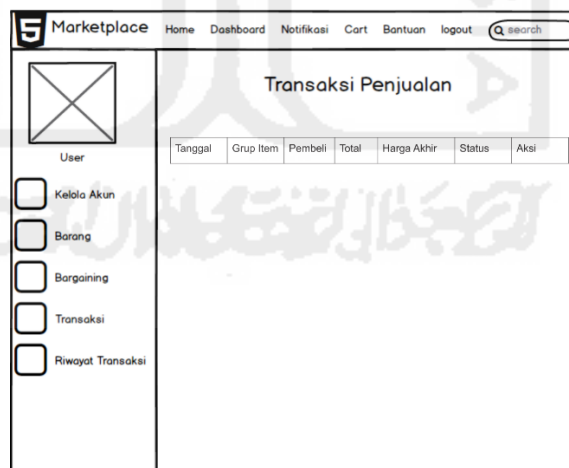 Marketplace Home Dashboard Notifikasi Cart Bantuan logout search
Transaksi Penjualan
Tanggal Grup Item Pembeli Total Harga Akhir Status Aksi
User
Kelola Akun
Barang
Bargaining
Transaksi
Riwayat Transaksi